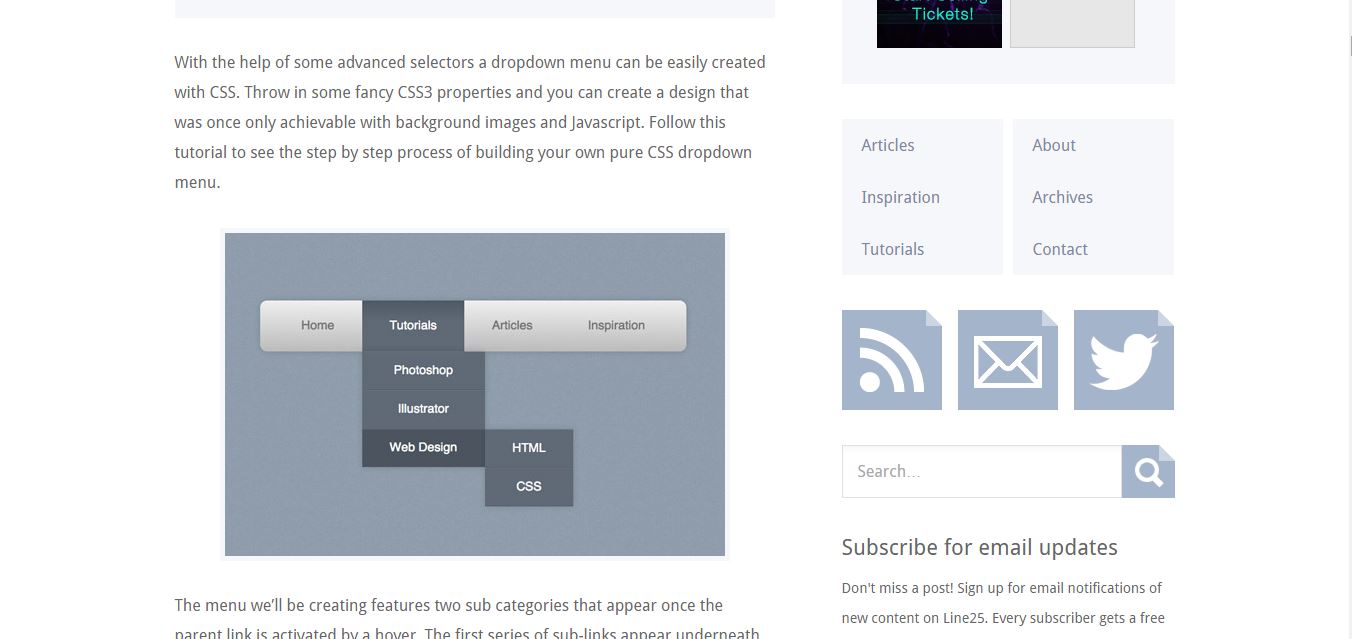 Tickets!
With the help of some advanced selectors a dropdown menu can be easily created
with CSS. Throw in some fancy CSS3 properties and you can create a design that
was once only achievable with background images and Javascript. Follow this
tutorial to see the step by step process of building your own pure CSS dropdown
menu.
Home Tutorials Articles Inspiration
Photoshop
Illustrator
Web Design HTML
CSS
The menu we’ll be creating features two sub categories that appear once the
parent link is activated by a hover. The first series of sub-links appear underneath
Articles
Inspiration
Tutorials
About
Archives
Contact
Search...
Subscribe for email updates
Don't miss a post! Sign up for email notifications of
new content on Line25. Every subscriber gets a free